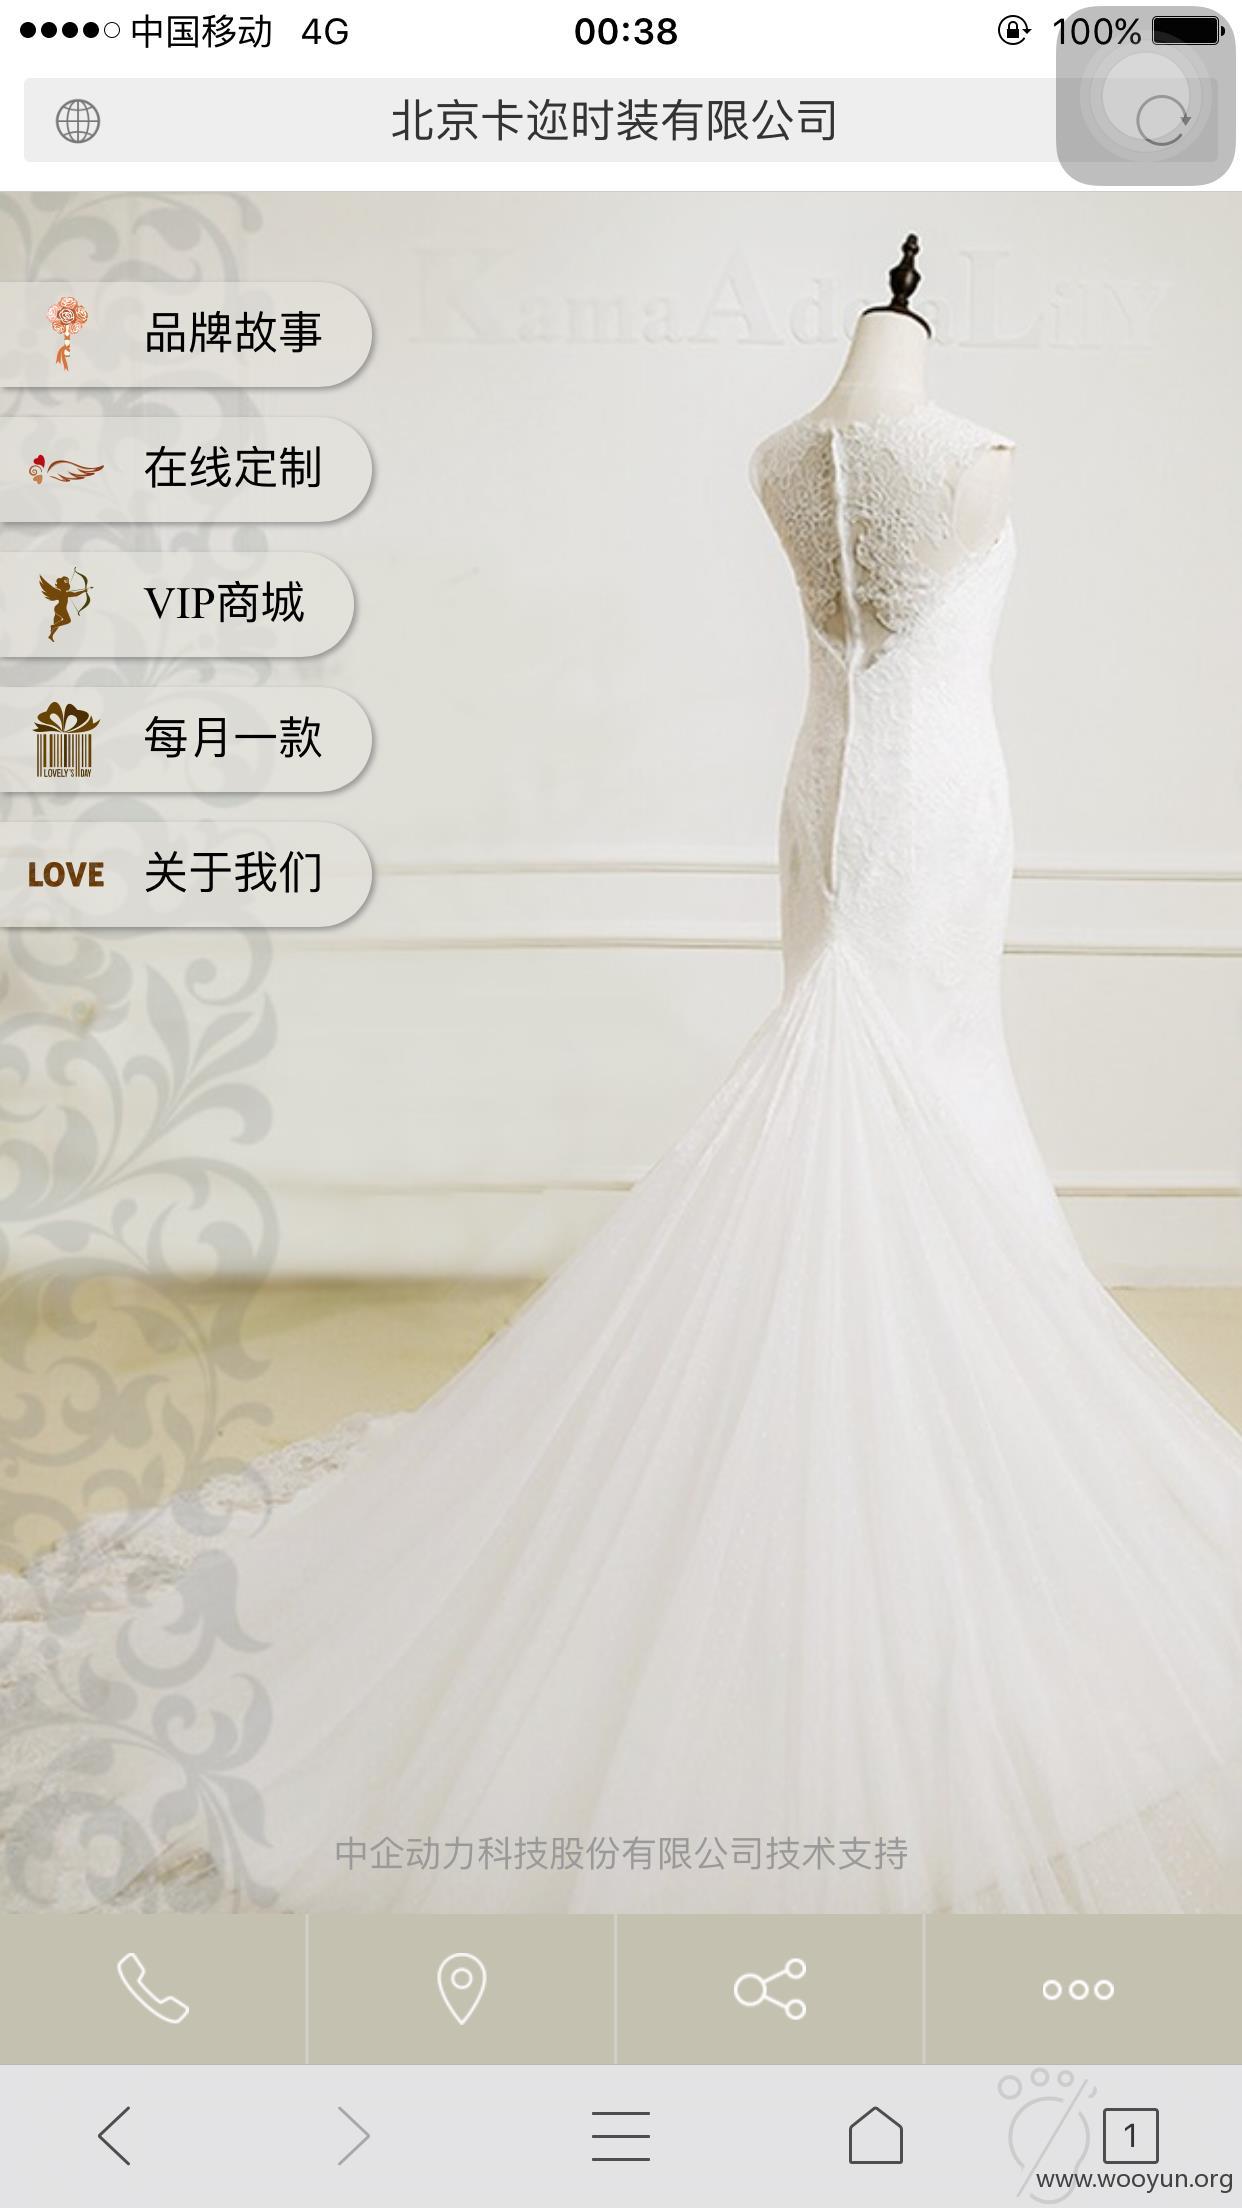 中国移动 4G 00:38 100%
北京卡迩时装有限公司
KamaAdonaLilY
品牌故事
在线定制
VIP商城
每月一款
LOVELY'S DAY
LOVE 关于我们
中企动力科技股份有限公司技术支持
1
www.wooyun.org